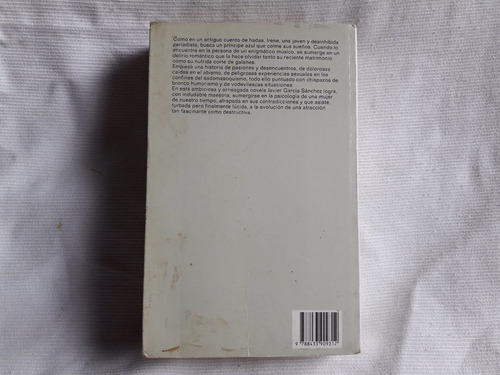 Como en un antiguo cuento de hadas, Irene, una joven y desinhibida
periodista, busca un príncipe azul que colme sus sueños. Cuando lo
encuentra en la persona de un enigmático músico, se sumerge en un
delirio romántico que la hace olvidar tanto su reciente matrimonio
como su nutrida corte de galanes.
Empieza una historia de pasiones y desencuentros, de dolorosas
caídas en el abismo, de peligrosas experiencias sexuales en los
confines del sadomasoquismo, todo ello punteado con chispazos de
bronco humorismo y de vodevilescas situaciones.
En esta ambiciosa y arriesgada novela Javier García Sánchez logra,
con indudable maestría, sumergirse en la psicología de una mujer
de nuestro tiempo, atrapada en sus contradicciones y que asiste,
turbada pero finalmente lúcida, a la evolución de una atracción
tan fascinante como destructiva.
9 788433 909312